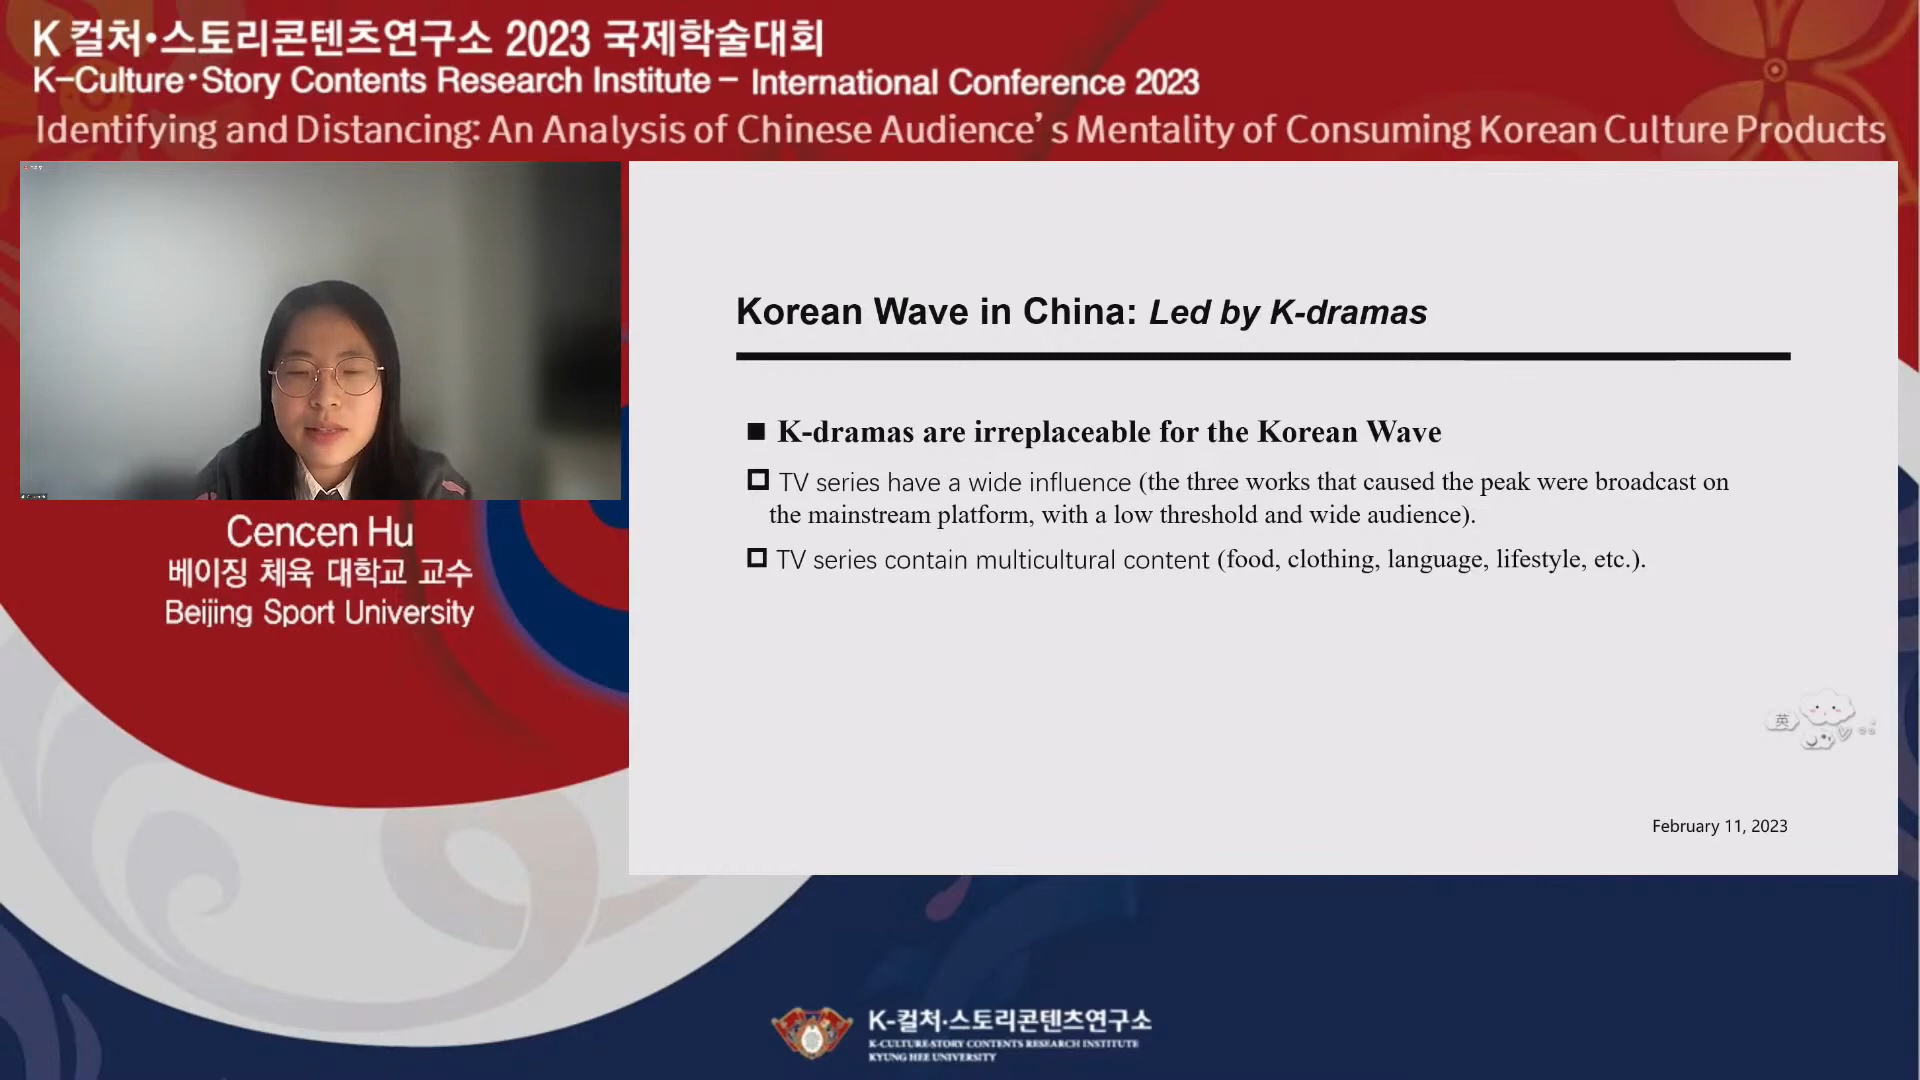 K 컬처•스토리콘텐츠연구소 2023 국제학술대회
K-Culture•Story Contents Research Institute - International Conference 2023
Identifying and Distancing: An Analysis of Chinese Audience's Mentality of Consuming Korean Culture Products
Cencen Hu
베이징 체육 대학교 교수
Beijing Sport University
Korean Wave in China: Led by K-dramas
■ K-dramas are irreplaceable for the Korean Wave
TV series have a wide influence (the three works that caused the peak were broadcast on
the mainstream platform, with a low threshold and wide audience).
TV series contain multicultural content (food, clothing, language, lifestyle, etc.).
英
February 11, 2023
K-컬처•스토리콘텐츠연구소
K-CULTURE•STORY CONTENTS RESEARCH INSTITUTE
KYUNG HEE UNIVERSITY